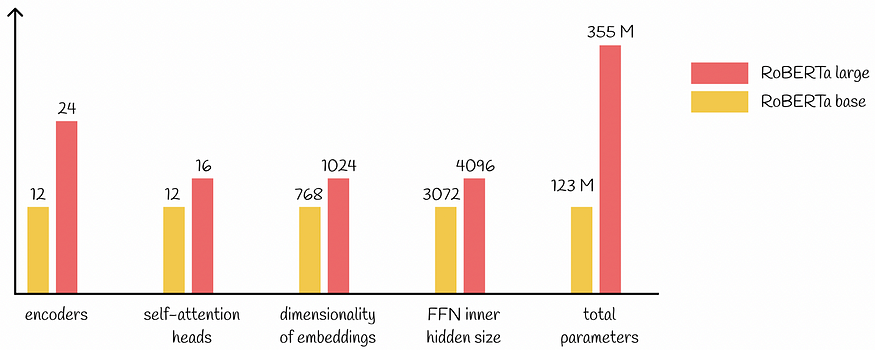 355 M
RoBERTa large
RoBERTa base
24
16
1024
4096
12
12
768
3072
123 M
encoders
self-attention
heads
dimensionality
of embeddings
FFN inner
hidden size
total
parameters